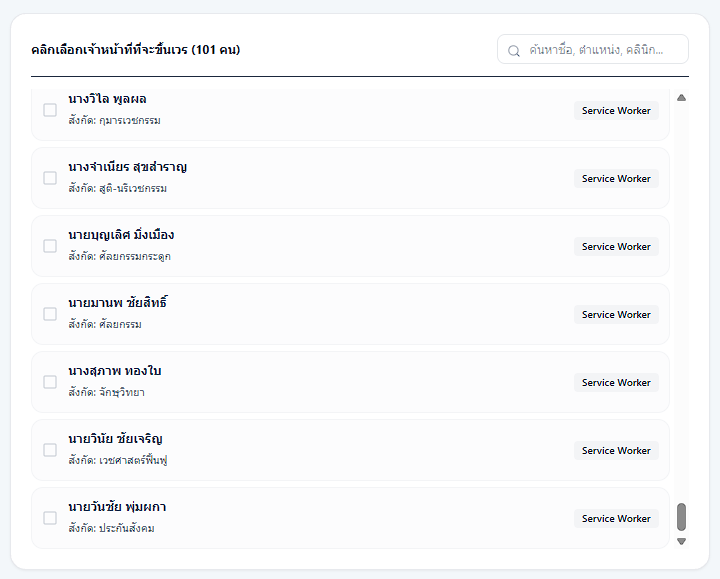 คลิกเลือกเจ้าหน้าที่ที่จะขึ้นเวร (101 คน)
ค้นหาชื่อ, ตำแหน่ง, คลินิก...
นางวิไล พูลผล
สังกัด: กุมารเวชกรรม
Service Worker
นางจำเนียร สุขสำราญ
สังกัด: สูติ-นรีเวชกรรม
Service Worker
นายบุญเลิศ มิ่งเมือง
สังกัด: ศัลยกรรมกระดูก
Service Worker
นายมานพ ชัยสิทธิ์
สังกัด: ศัลยกรรม
Service Worker
นางสุภาพ ทองใบ
สังกัด: จักษุวิทยา
Service Worker
นายวินัย ชัยเจริญ
สังกัด: เวชศาสตร์ฟื้นฟู
Service Worker
นายวันชัย พุ่มผกา
สังกัด: ประกันสังคม
Service Worker